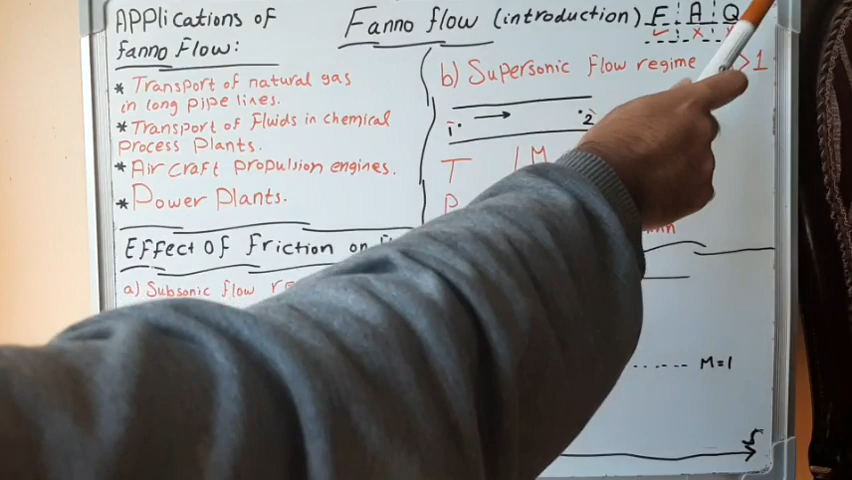 Applications of
fanno Flow:
* Transport of natural gas
in long pipe lines.
* Transport of Fluids in chemical
process Plants.
* Air craft propulsion engines.
* Power Plants.
Effect Of Friction on
a) Subsonic flow
Fanno flow (introduction)
F A Q
✓ x
b) Supersonic Flow regime >1
1. → .2
T M
P
M=1